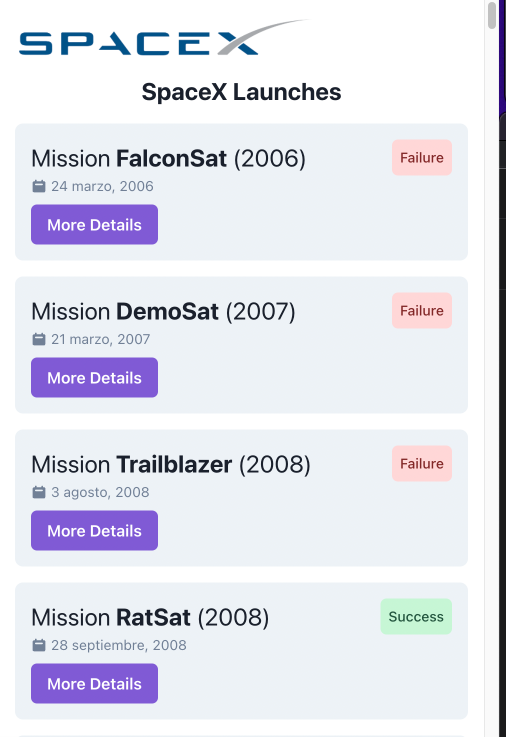 SPACEX
SpaceX Launches
Mission FalconSat (2006)
Failure
24 marzo, 2006
More Details
Mission DemoSat (2007)
Failure
21 marzo, 2007
More Details
Mission Trailblazer (2008)
Failure
3 agosto, 2008
More Details
Mission RatSat (2008)
Success
28 septiembre, 2008
More Details